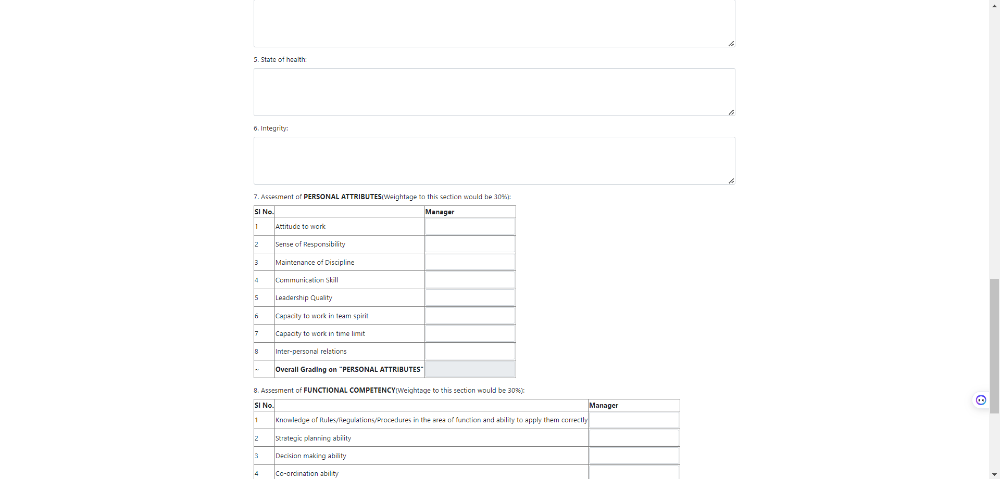 5. State of health:
6. Integrity:
7. Assesment of PERSONAL ATTRIBUTES(Weightage to this section would be 30%):
Sl No. Manager
1 Attitude to work
2 Sense of Responsibility
3 Maintenance of Discipline
4 Communication Skill
5 Leadership Quality
6 Capacity to work in team spirit
7 Capacity to work in time limit
8 Inter-personal relations
~ Overall Grading on "PERSONAL ATTRIBUTES"
8. Assesment of FUNCTIONAL COMPETENCY(Weightage to this section would be 30%):
Sl No. Manager
1 Knowledge of Rules/Regulations/Procedures in the area of function and ability to apply them correctly
2 Strategic planning ability
3 Decision making ability
4 Co-ordination ability